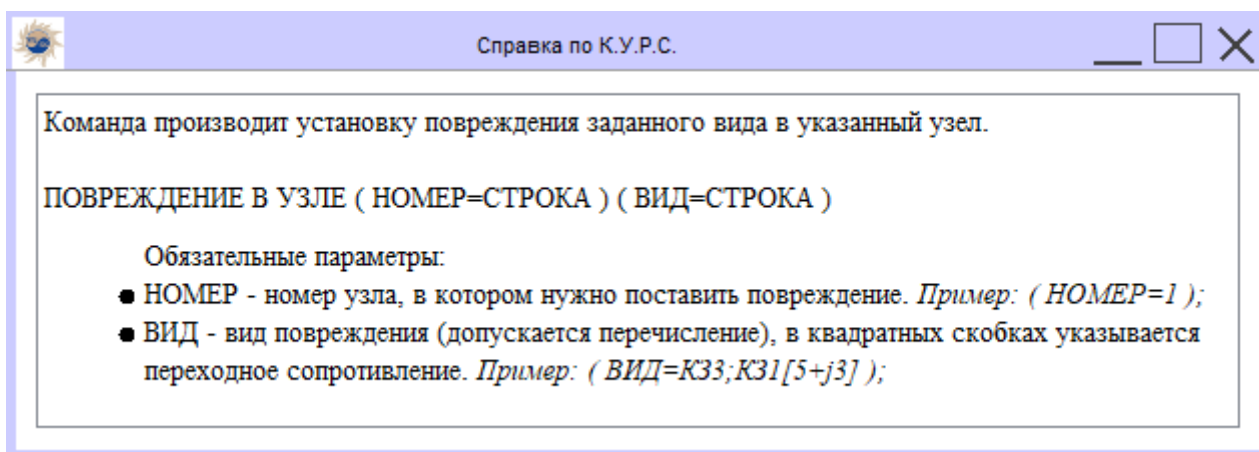 Справка по К.У.Р.С.
Команда производит установку повреждения заданного вида в указанный узел.
ПОВРЕЖДЕНИЕ В УЗЛЕ ( НОМЕР=СТРОКА ) ( ВИД=СТРОКА )
Обязательные параметры:
● НОМЕР - номер узла, в котором нужно поставить повреждение. Пример: ( НОМЕР=1 );
● ВИД - вид повреждения (допускается перечисление), в квадратных скобках указывается
переходное сопротивление. Пример: ( ВИД=КЗ3;КЗ1[5+j3] );